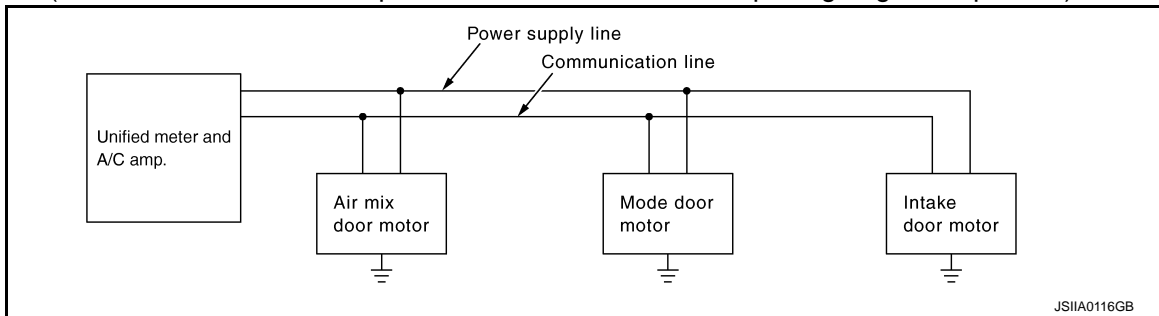 Power supply line
Communication line
Unified meter and
A/C amp.
Air mix
door motor
Mode door
motor
Intake
door motor
JSIIA0116GB